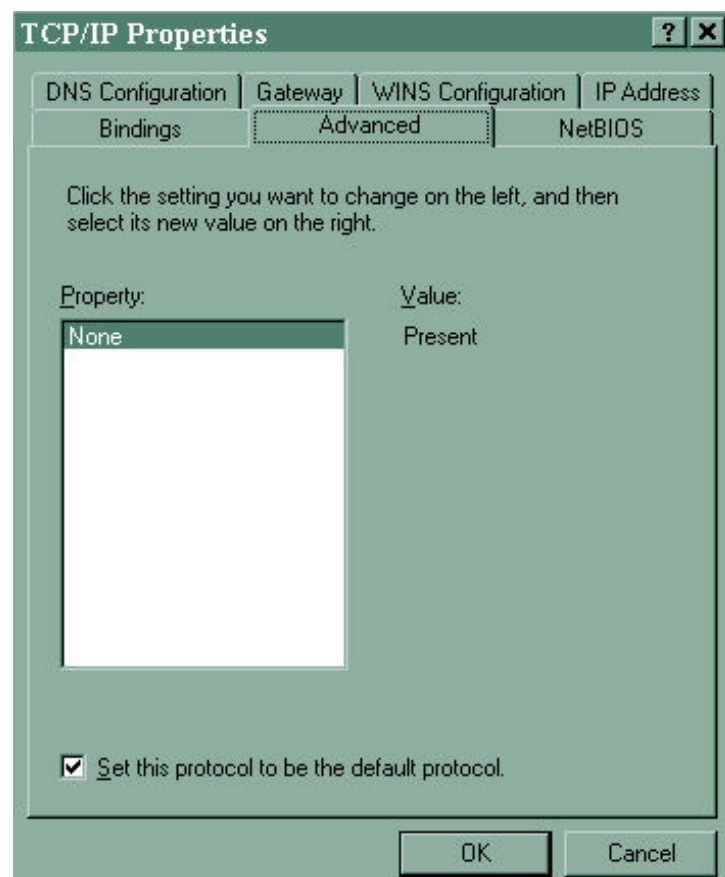 TCP/IP Properties
DNS Configuration Gateway WINS Configuration IP Address
Bindings Advanced NetBIOS
Click the setting you want to change on the left, and then
select its new value on the right.
Property: Value:
None Present
Set this protocol to be the default protocol.
OK Cancel